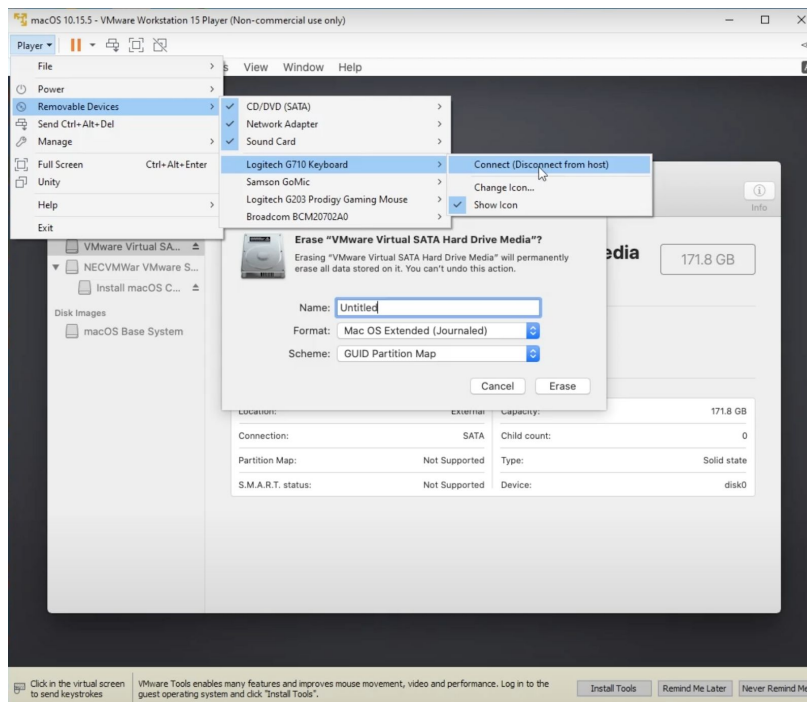 macOS 10.15.5 - VMware Workstation 15 Player (Non-commercial use only)
Player
View Window Help
File
Power
Removable Devices
Send Ctrl+Alt+Del
Manage
Full Screen Ctrl+Alt+Enter
Unity
Help
Exit
CD/DVD (SATA)
Network Adapter
Sound Card
Logitech G710 Keyboard
Samson GoMic
Logitech G203 Prodigy Gaming Mouse
Broadcom BCM20702A0
Connect (Disconnect from host)
Change Icon...
Show Icon
Info
VMware Virtual SA...
NECVMWar VMware S...
Install macOS C...
Disk Images
macOS Base System
Erase “VMware Virtual SATA Hard Drive Media”?
Erasing “VMware Virtual SATA Hard Drive Media” will permanently
erase all data stored on it. You can't undo this action.
Name: Untitled
Format: Mac OS Extended (Journaled)
Scheme: GUID Partition Map
Cancel Erase
edia
171.8 GB
Location: External
Capacity: 171.8 GB
Connection: SATA
Child count: 0
Partition Map: Not Supported
Type: Solid state
S.M.A.R.T. status: Not Supported
Device: disk0
Click in the virtual screen
to send keystrokes
VMware Tools enables many features and improves mouse movement, video and performance. Log in to the
guest operating system and click "Install Tools".
Install Tools
Remind Me Later
Never Remind Me